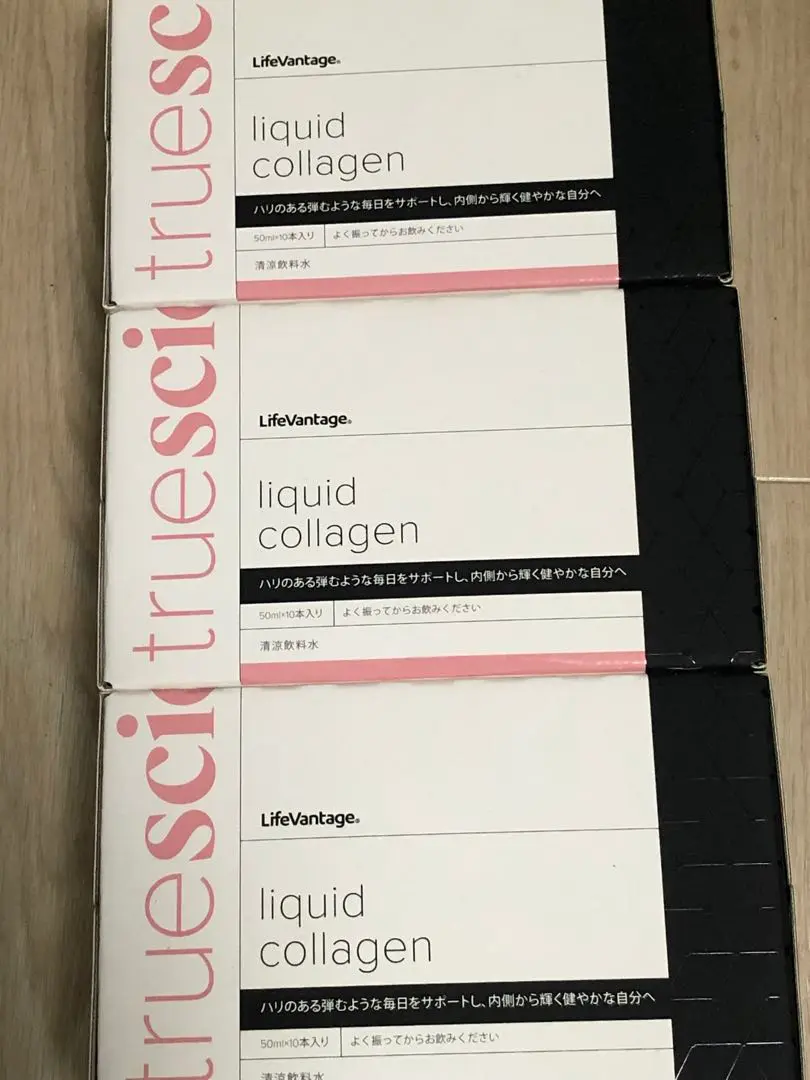 truesc
LifeVantage®
liquid
collagen
ハリのある弾むような毎日をサポートし、内側から輝く健やかな自分へ
50ml×10本入り
よく振ってからお飲みください
清涼飲料水
truesci
LifeVantage®
liquid
collagen
ハリのある弾むような毎日をサポートし、内側から輝く健やかな自分へ
50ml×10本入り
よく振ってからお飲みください
清涼飲料水
truesci
LifeVantage®
liquid
collagen
ハリのある弾むような毎日をサポートし、内側から輝く健やかな自分へ
50ml×10本入り
よく振ってからお飲みください
清涼飲料水